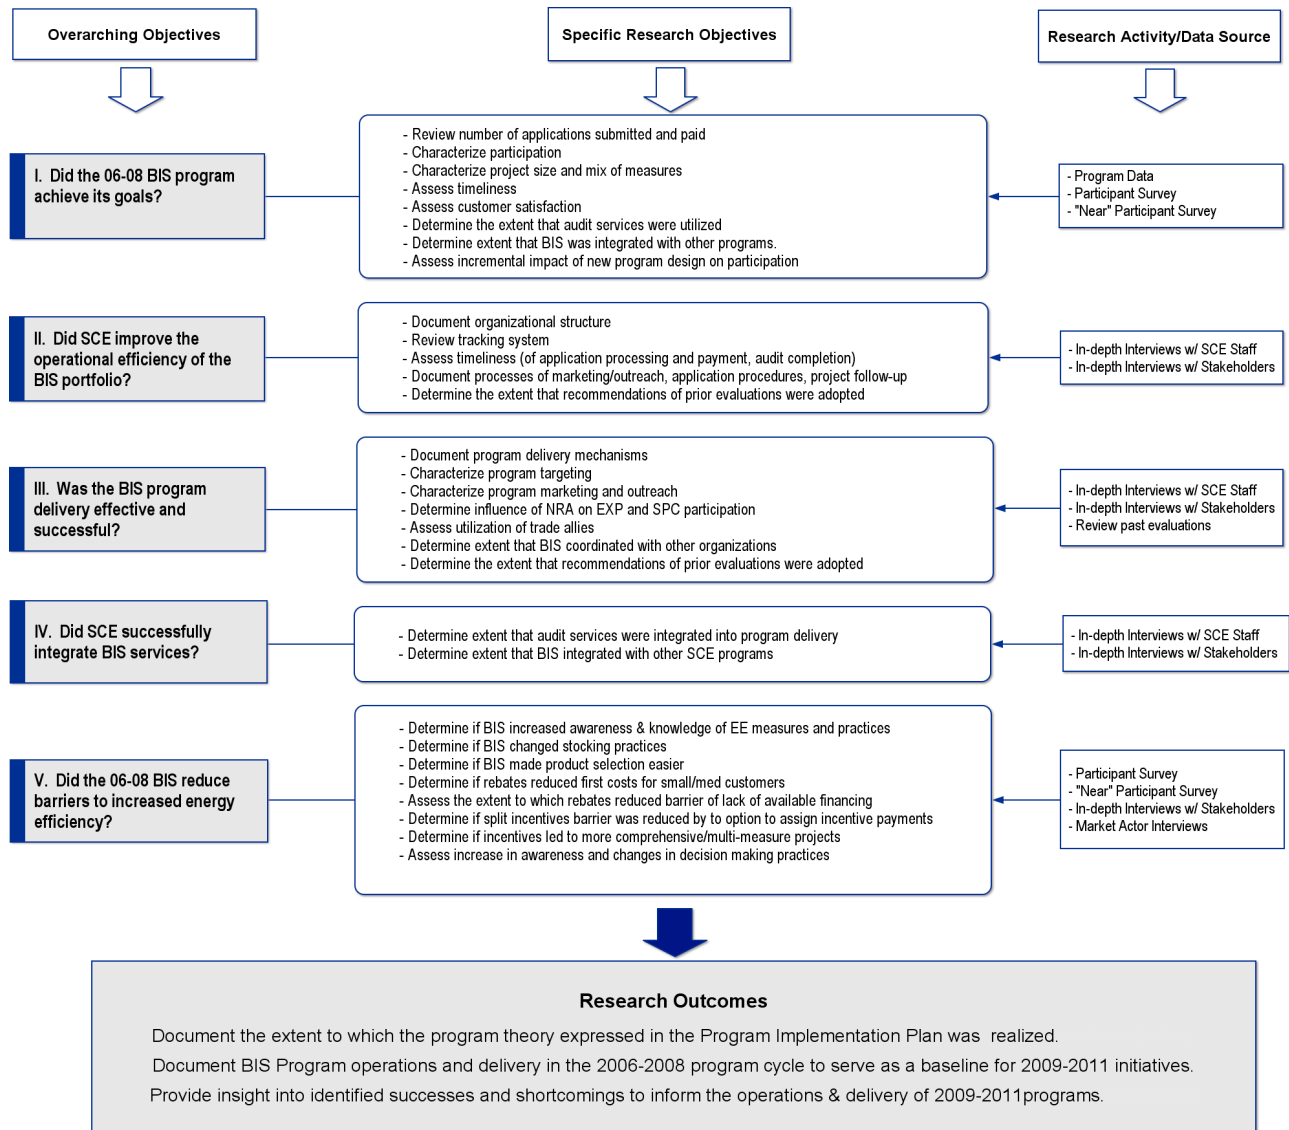 Overarching Objectives
Specific Research Objectives
Research Activity/Data Source
I.  Did the 06-08 BIS program
achieve its goals?
- Review number of applications submitted and paid
- Characterize participation
- Characterize project size and mix of measures
- Assess timeliness
- Assess customer satisfaction
- Determine the extent that audit services were utilized
- Determine extent that BIS was integrated with other programs.
- Assess incremental impact of new program design on participation
- Program Data
- Participant Survey
- "Near" Participant Survey
II.  Did SCE improve the
operational efficiency of the
BIS portfolio?
- Document organizational structure
- Review tracking system
- Assess timeliness (of application processing and payment, audit completion)
- Document processes of marketing/outreach, application procedures, project follow-up
- Determine the extent that recommendations of prior evaluations were adopted
- In-depth Interviews w/ SCE Staff
- In-depth Interviews w/ Stakeholders
III.  Was the BIS program
delivery effective and
successful?
- Document program delivery mechanisms
- Characterize program targeting
- Characterize program marketing and outreach
- Determine influence of NRA on EXP and SPC participation
- Assess utilization of trade allies
- Determine extent that BIS coordinated with other organizations
- Determine the extent that recommendations of prior evaluations were adopted
- In-depth Interviews w/ SCE Staff
- In-depth Interviews w/ Stakeholders
- Review past evaluations
IV.  Did SCE successfully
integrate BIS services?
- Determine extent that audit services were integrated into program delivery
- Determine extent that BIS integrated with other SCE programs
- In-depth Interviews w/ SCE Staff
- In-depth Interviews w/ Stakeholders
V.  Did the 06-08 BIS reduce
barriers to increased energy
efficiency?
- Determine if BIS increased awareness & knowledge of EE measures and practices
- Determine if BIS changed stocking practices
- Determine if BIS made product selection easier
- Determine if rebates reduced first costs for small/med customers
- Assess the extent to which rebates reduced barrier of lack of available financing
- Determine if split incentives barrier was reduced by to option to assign incentive payments
- Determine if incentives led to more comprehensive/multi-measure projects
- Assess increase in awareness and changes in decision making practices
- Participant Survey
- "Near" Participant Survey
- In-depth Interviews w/ Stakeholders
- Market Actor Interviews
Research Outcomes
Document the extent to which the program theory expressed in the Program Implementation Plan was  realized.
Document BIS Program operations and delivery in the 2006-2008 program cycle to serve as a baseline for 2009-2011 initiatives.
Provide insight into identified successes and shortcomings to inform the operations & delivery of 2009-2011programs.